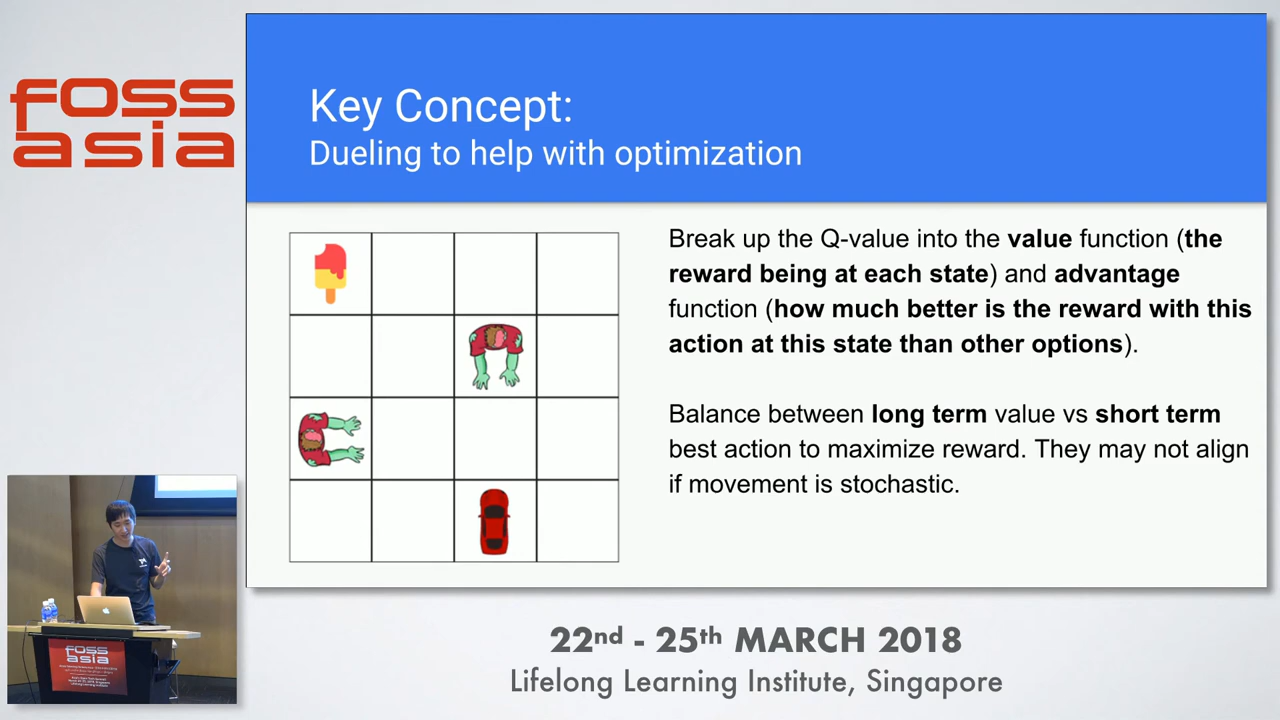 foss
asia
Key Concept:
Dueling to help with optimization
Break up the Q-value into the value function (the
reward being at each state) and advantage
function (how much better is the reward with this
action at this state than other options).
Balance between long term value vs short term
best action to maximize reward. They may not align
if movement is stochastic.
foss
asia
22nd - 25th MARCH 2018
Lifelong Learning Institute, Singapore